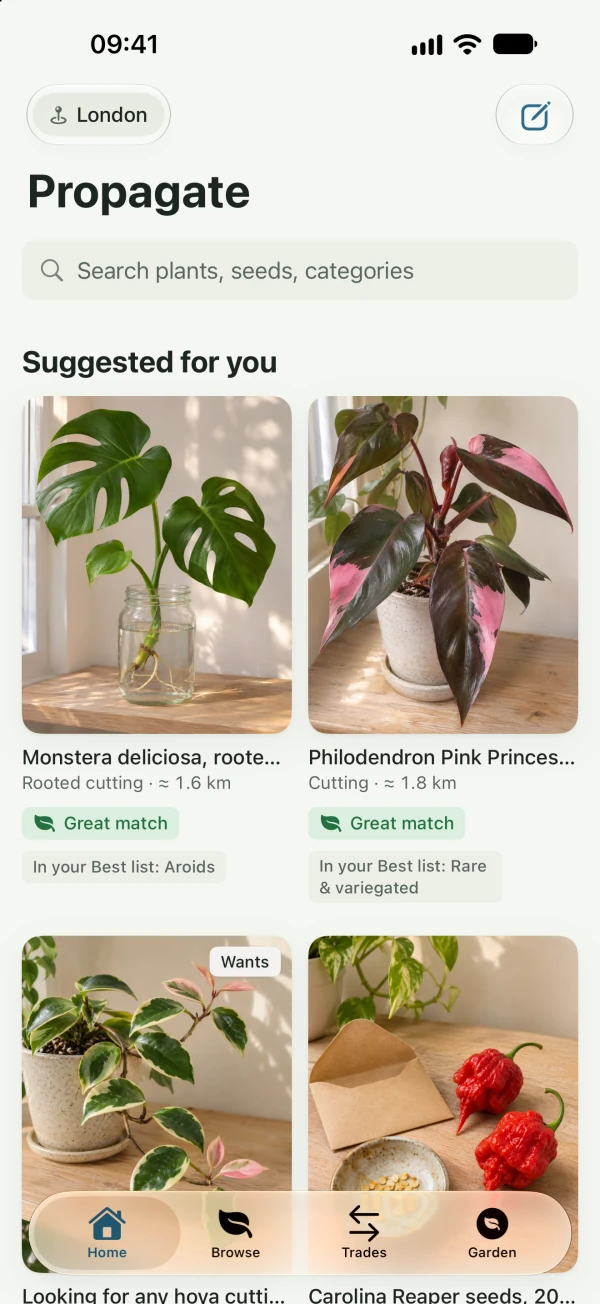 09:41
London
Propagate
Search plants, seeds, categories
Suggested for you
Monstera deliciosa, roote...
Rooted cutting · ≈ 1.6 km
Great match
In your Best list: Aroids
Philodendron Pink Princes...
Cutting · ≈ 1.8 km
Great match
In your Best list: Rare
& variegated
Wants
Looking for any hoya cutti...
Carolina Reaper seeds, 20...
Home
Browse
Trades
Garden